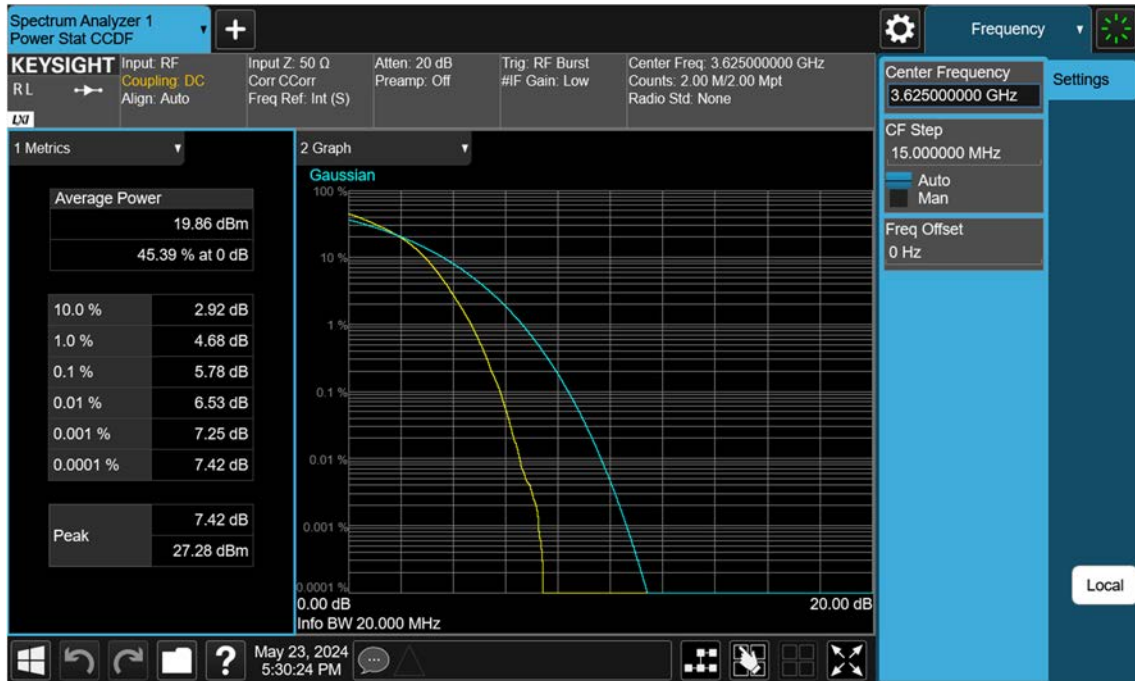 Spectrum Analyzer 1
Power Stat CCDF
+
Frequency
KEYSIGHT
R L
LXI
Input: RF
Coupling: DC
Align: Auto
Input Z: 50 Ω
Corr CCorr
Freq Ref: Int (S)
Atten: 20 dB
Preamp: Off
Trig: RF Burst
#IF Gain: Low
Center Freq: 3.625000000 GHz
Counts: 2.00 M/2.00 Mpt
Radio Std: None
Center Frequency
3.625000000 GHz
Settings
CF Step
15.000000 MHz
Auto
Man
Freq Offset
0 Hz
1 Metrics
Average Power
19.86 dBm
45.39 % at 0 dB
10.0 % 2.92 dB
1.0 % 4.68 dB
0.1 % 5.78 dB
0.01 % 6.53 dB
0.001 % 7.25 dB
0.0001 % 7.42 dB
Peak
7.42 dB
27.28 dBm
2 Graph
Gaussian
100 %
10 %
1 %
0.1 %
0.01 %
0.001 %
0.0001 %
0.00 dB 20.00 dB
Info BW 20.000 MHz
Local
?
May 23, 2024
5:30:24 PM